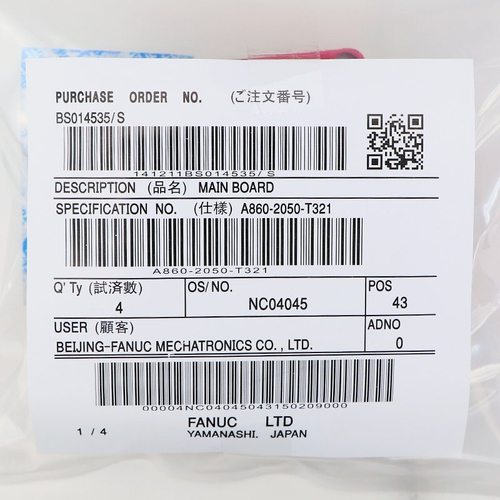 PURCHASE ORDER NO. (ご注文番号)
BS014535/S
141211BS014535/ S
DESCRIPTION (品名) MAIN BOARD
SPECIFICATION NO. (仕樣) A860-2050-T321
A860-2050-T321
Q' Ty (試済數) OS/NO. POS
4 NC04045 43
USER (顧客) ADNO
BEIJING-FANUC MECHATRONICS CO., LTD. 0
00004NC04045043150209000
1 / 4 FANUC LTD
YAMANASHI. JAPAN